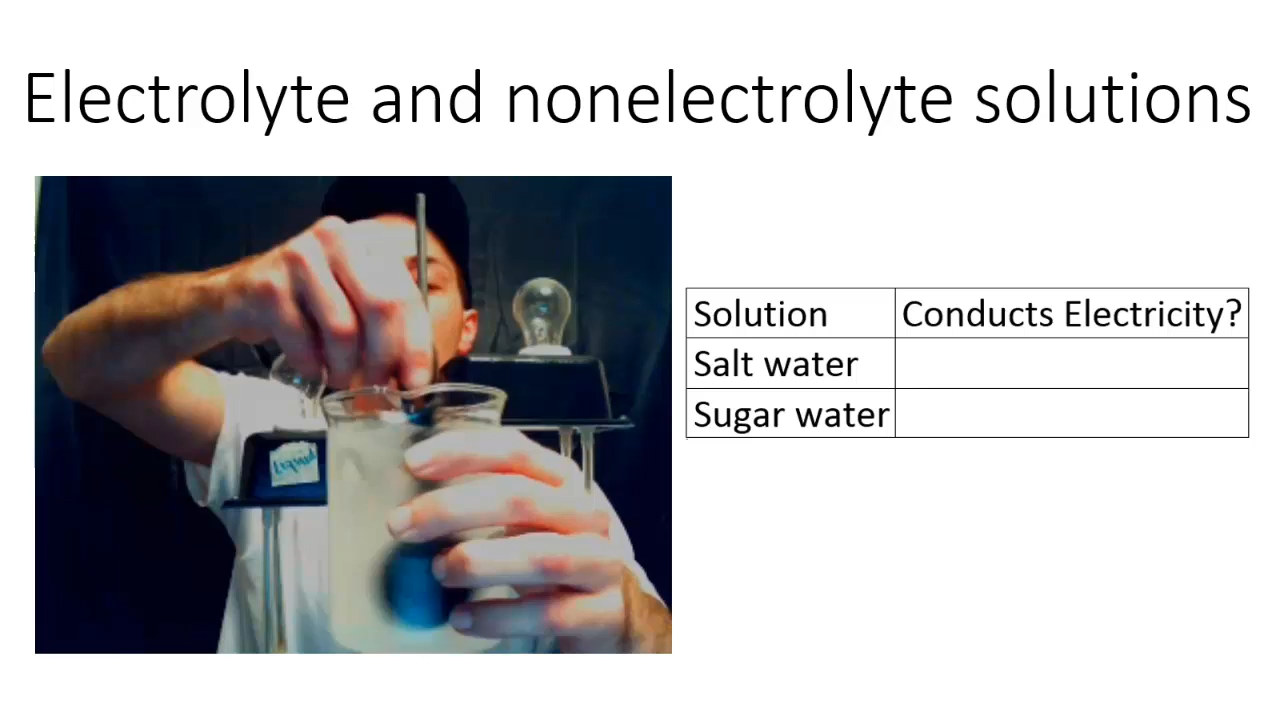 Electrolyte and nonelectrolyte solutions
Solution Conducts Electricity?
Salt water
Sugar water